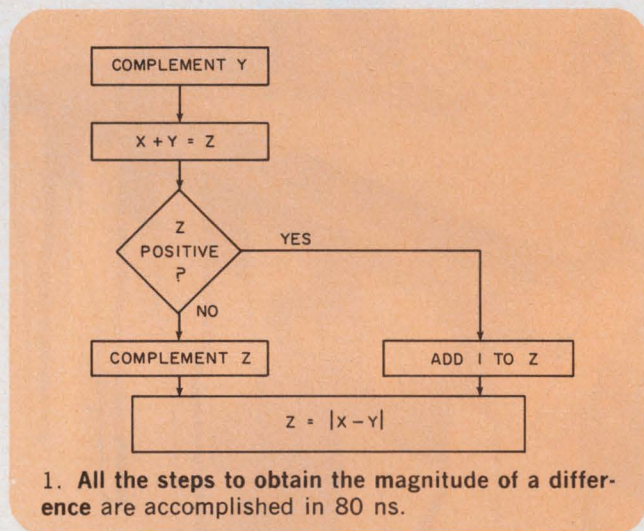 COMPLEMENT Y
X + Y = Z
Z
POSITIVE
?
YES
NO
COMPLEMENT Z
ADD 1 TO Z
Z = |X – Y|
1. All the steps to obtain the magnitude of a differ-
ence are accomplished in 80 ns.